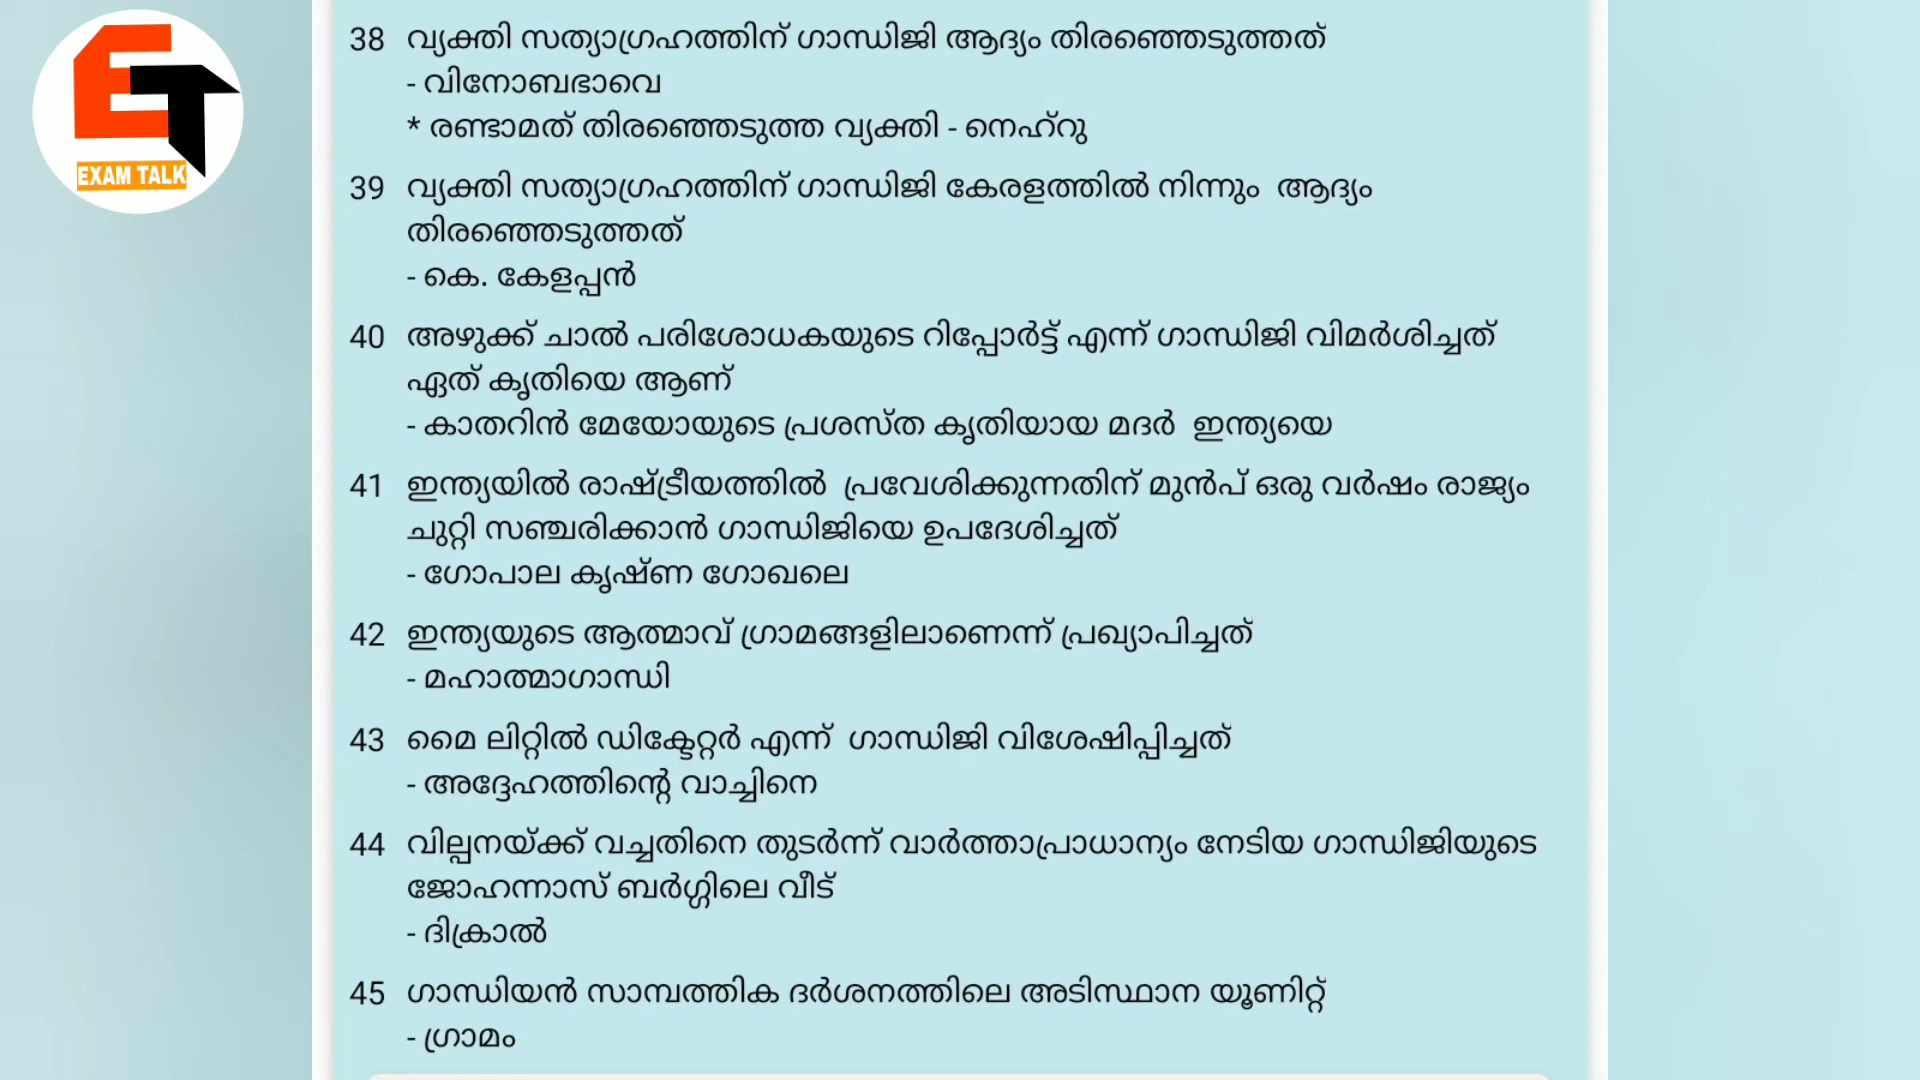 ET
EXAM TALK
38 വ്യക്തി സത്യാഗ്രഹത്തിന് ഗാന്ധിജി ആദ്യം തിരഞ്ഞെടുത്തത്
- വിനോബഭാവെ
* രണ്ടാമത് തിരഞ്ഞെടുത്ത വ്യക്തി - നെഹ്റു
39 വ്യക്തി സത്യാഗ്രഹത്തിന് ഗാന്ധിജി കേരളത്തിൽ നിന്നും ആദ്യം
തിരഞ്ഞെടുത്തത്
- കെ. കേളപ്പൻ
40 അഴുക്ക് ചാൽ പരിശോധകയുടെ റിപ്പോർട്ട് എന്ന് ഗാന്ധിജി വിമർശിച്ചത്
ഏത് കൃതിയെ ആണ്
- കാതറിൻ മേയോയുടെ പ്രശസ്ത കൃതിയായ മദർ ഇന്ത്യയെ
41 ഇന്ത്യയിൽ രാഷ്ട്രീയത്തിൽ പ്രവേശിക്കുന്നതിന് മുൻപ് ഒരു വർഷം രാജ്യം
ചുറ്റി സഞ്ചരിക്കാൻ ഗാന്ധിജിയെ ഉപദേശിച്ചത്
- ഗോപാല കൃഷ്ണ ഗോഖലെ
42 ഇന്ത്യയുടെ ആത്മാവ് ഗ്രാമങ്ങളിലാണെന്ന് പ്രഖ്യാപിച്ചത്
- മഹാത്മാഗാന്ധി
43 മൈ ലിറ്റിൽ ഡിക്ടേറ്റർ എന്ന് ഗാന്ധിജി വിശേഷിപ്പിച്ചത്
- അദ്ദേഹത്തിന്റെ വാച്ചിനെ
44 വില്പനയ്ക്ക് വച്ചതിനെ തുടർന്ന് വാർത്താപ്രാധാന്യം നേടിയ ഗാന്ധിജിയുടെ
ജോഹന്നാസ് ബർഗ്ഗിലെ വീട്
- ദിക്രാൽ
45 ഗാന്ധിയൻ സാമ്പത്തിക ദർശനത്തിലെ അടിസ്ഥാന യൂണിറ്റ്
- ഗ്രാമം